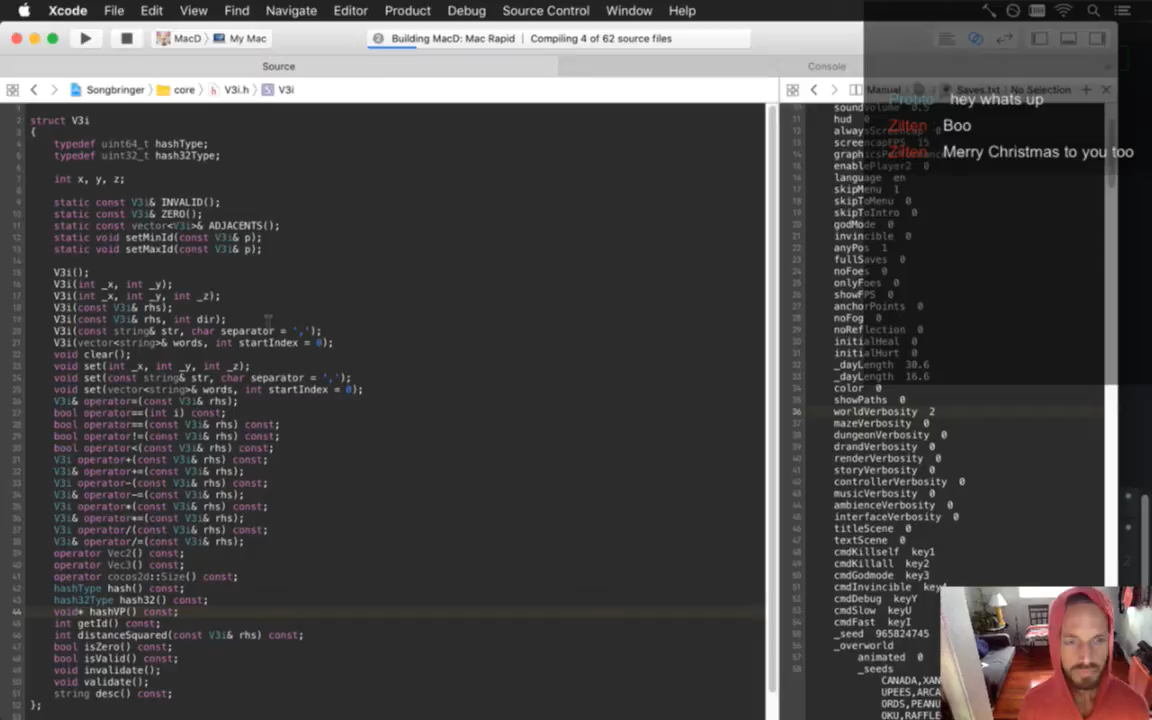 Xcode File Edit View Find Navigate Editor Product Debug Source Control Window Help
MacD My Mac
Building MacD: Mac Rapid Compiling 4 of 62 source files
Source
Console
Songbringer core V3i.h V3i
Manual Saves.txt No Selection
struct V3i
{
typedef uint64_t hashType;
typedef uint32_t hash32Type;
int x, y, z;
static const V3i& INVALID();
static const V3i& ZERO();
static const vector<V3i>& ADJACENTS();
static void setMinId(const V3i& p);
static void setMaxId(const V3i& p);
V3i();
V3i(int _x, int _y);
V3i(int _x, int _y, int _z);
V3i(const V3i& rhs);
V3i(const V3i& rhs, int dir);
V3i(const string& str, char separator = ',');
V3i(vector<string>& words, int startIndex = 0);
void clear();
void set(int _x, int _y, int _z);
void set(const string& str, char separator = ',');
void set(vector<string>& words, int startIndex = 0);
V3i& operator=(const V3i& rhs);
bool operator==(int i) const;
bool operator==(const V3i& rhs) const;
bool operator!=(const V3i& rhs) const;
bool operator<(const V3i& rhs) const;
V3i operator+(const V3i& rhs) const;
V3i& operator+=(const V3i& rhs);
V3i operator-(const V3i& rhs) const;
V3i& operator-=(const V3i& rhs);
V3i operator*(const V3i& rhs) const;
V3i& operator*=(const V3i& rhs);
V3i operator/(const V3i& rhs) const;
V3i& operator/=(const V3i& rhs);
operator Vec2() const;
operator Vec3() const;
operator cocos2d::Size() const;
hashType hash() const;
hash32Type hash32() const;
void* hashVP() const;
int getId() const;
int distanceSquared(const V3i& rhs) const;
bool isZero() const;
bool isValid() const;
void invalidate();
void validate();
string desc() const;
};
hey whats up
Zilten Boo
Zilten Merry Christmas to you too
soundVolume 0.5
hud 0
screencapFPS 15
enablePlayer2 0
language en
skipMenu 1
skipToMenu 0
skipToIntro 0
godMode 0
invincible 0
anyPos 1
fullSaves 0
noFoes 0
onlyFoes 0
showFPS 0
anchorPoints 0
noFog 0
noReflection 0
initialHeal 0
initialHurt 0
_dayLength 30.6
_dayLength 16.6
color 0
showPaths 0
worldVerbosity 2
mazeVerbosity 0
dungeonVerbosity 0
drandVerbosity 0
renderVerbosity 0
storyVerbosity 0
controllerVerbosity 0
musicVerbosity 0
ambienceVerbosity 0
interfaceVerbosity 0
titleScene 0
textScene 0
cmdKillself key1
cmdKillall key2
cmdGodmode key3
cmdInvincible
cmdDebug keyY
cmdSlow keyU
cmdFast keyI
_seed 965824745
_overworld
animated 0
_seeds